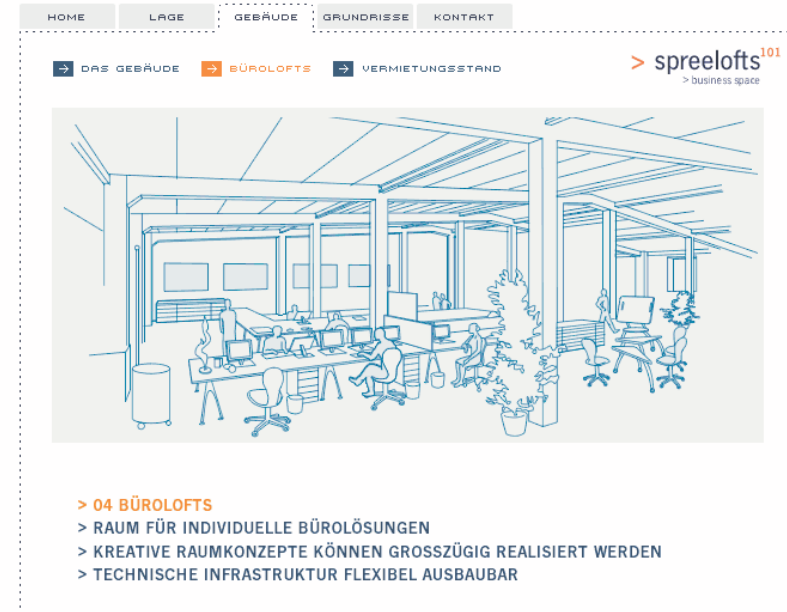 HOME LAGE GEBÄUDE GRUNDRISSE KONTAKT
DAS GEBÄUDE BÜROLOFTS VERMIETUNGSSTAND
> spreelofts101
> business space
> 04 BÜROLOFTS
> RAUM FÜR INDIVIDUELLE BÜROLÖSUNGEN
> KREATIVE RAUMKONZEPTE KÖNNEN GROSSZÜGIG REALISIERT WERDEN
> TECHNISCHE INFRASTRUKTUR FLEXIBEL AUSBAUBAR